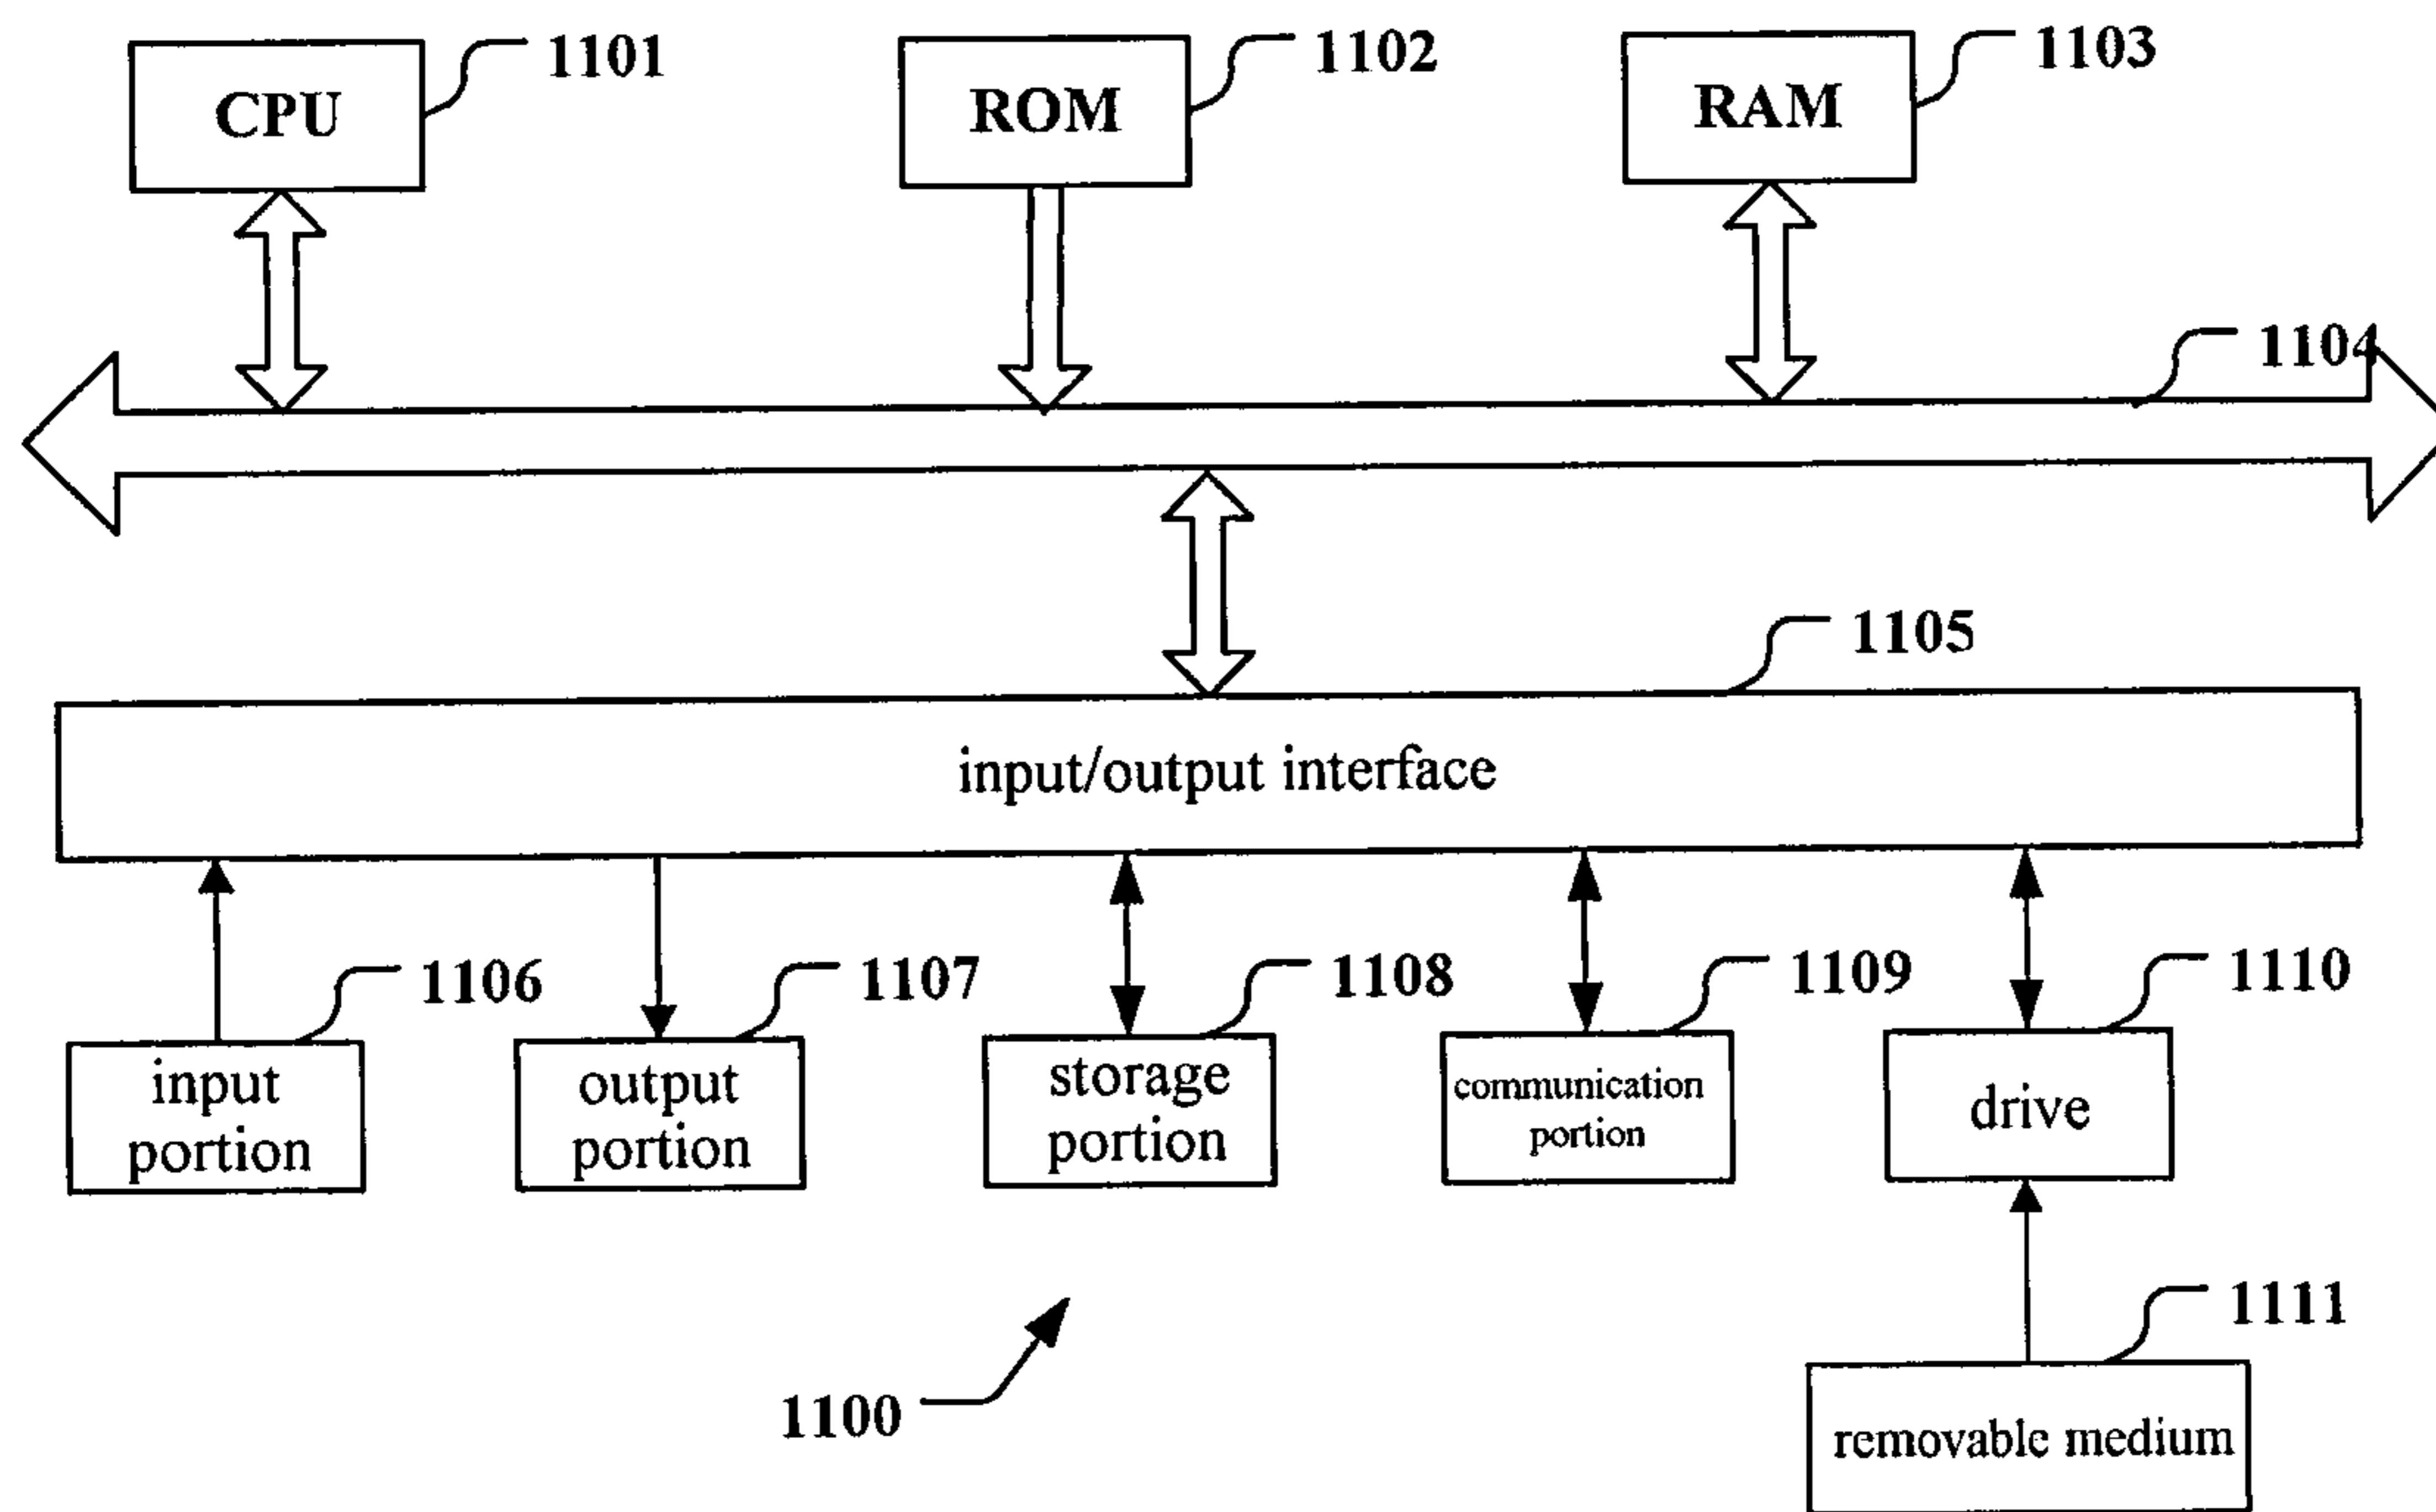 CPU
1101
ROM
1102
RAM
1103
1104
1105
input/output interface
1106
1107
1108
1109
1110
input
portion
output
portion
storage
portion
communication
portion
drive
1111
1100
removable medium